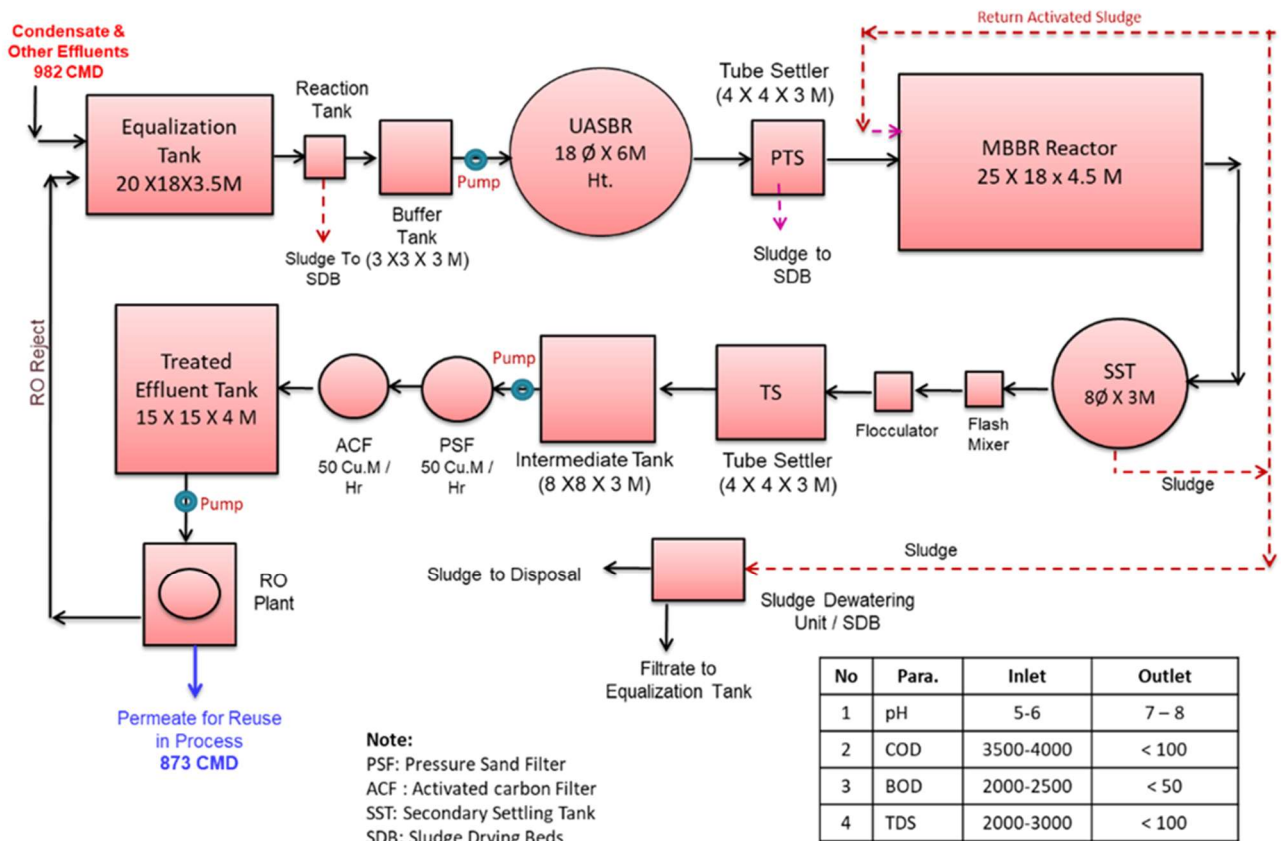 Return Activated Sludge
Condensate &
Other Effluents
982 CMD
Equalization
Tank
20 X18X3.5M
Reaction
Tank
Sludge To
SDB
Buffer
Tank
(3 X3 X 3 M)
Pump
UASBR
18 Ø X 6M
Ht.
Tube Settler
(4 X 4 X 3 M)
PTS
Sludge to
SDB
MBBR Reactor
25 X 18 x 4.5 M
RO Reject
Treated
Effluent Tank
15 X 15 X 4 M
ACF
50 Cu.M /
Hr
PSF
50 Cu.M /
Hr
Pump
Intermediate Tank
(8 X8 X 3 M)
TS
Tube Settler
(4 X 4 X 3 M)
Flocculator
Flash
Mixer
SST
8Ø X 3M
Sludge
Pump
RO
Plant
Permeate for Reuse
in Process
873 CMD
Sludge to Disposal
Sludge
Sludge Dewatering
Unit / SDB
Filtrate to
Equalization Tank
Note:
PSF: Pressure Sand Filter
ACF : Activated carbon Filter
SST: Secondary Settling Tank
SDB: Sludge Drying Beds
No Para. Inlet Outlet
1 pH 5-6 7 – 8
2 COD 3500-4000 < 100
3 BOD 2000-2500 < 50
4 TDS 2000-3000 < 100